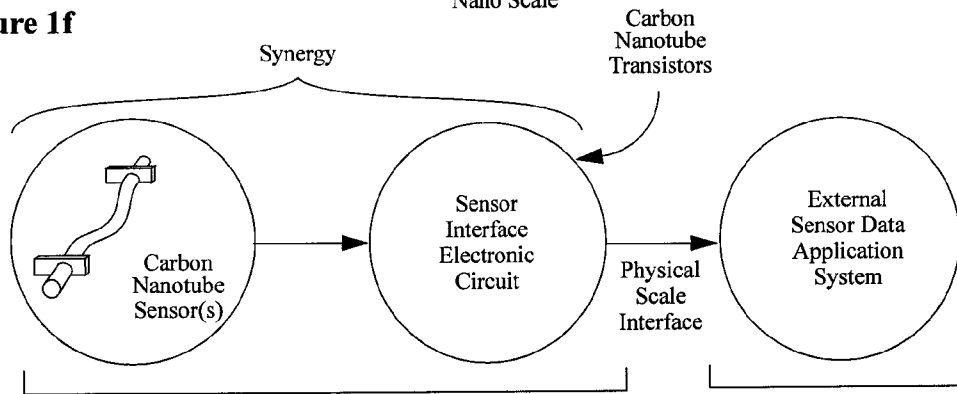 Nano Scale
ure 1f
Carbon
Nanotube
Transistors
Synergy
Carbon
Nanotube
Sensor(s)
Sensor
Interface
Electronic
Circuit
Physical
Scale
Interface
External
Sensor Data
Application
System